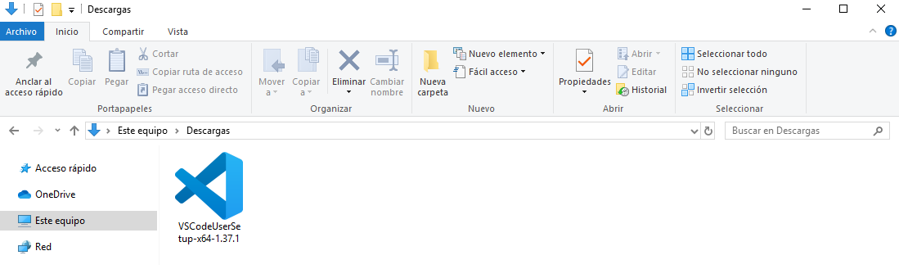 Descargas
Archivo Inicio Compartir Vista
Anclar al
acceso rápido
Copiar
Pegar
Cortar
Copiar ruta de acceso
Pegar acceso directo
Portapapeles
Mover
a
Copiar
a
Eliminar
Cambiar
nombre
Organizar
Nueva
carpeta
Nuevo elemento
Fácil acceso
Nuevo
Propiedades
Abrir
Editar
Historial
Abrir
Seleccionar todo
No seleccionar ninguno
Invertir selección
Seleccionar
Este equipo > Descargas
Buscar en Descargas
Acceso rápido
OneDrive
Este equipo
Red
VSCodeUserSe
tup-x64-1.37.1